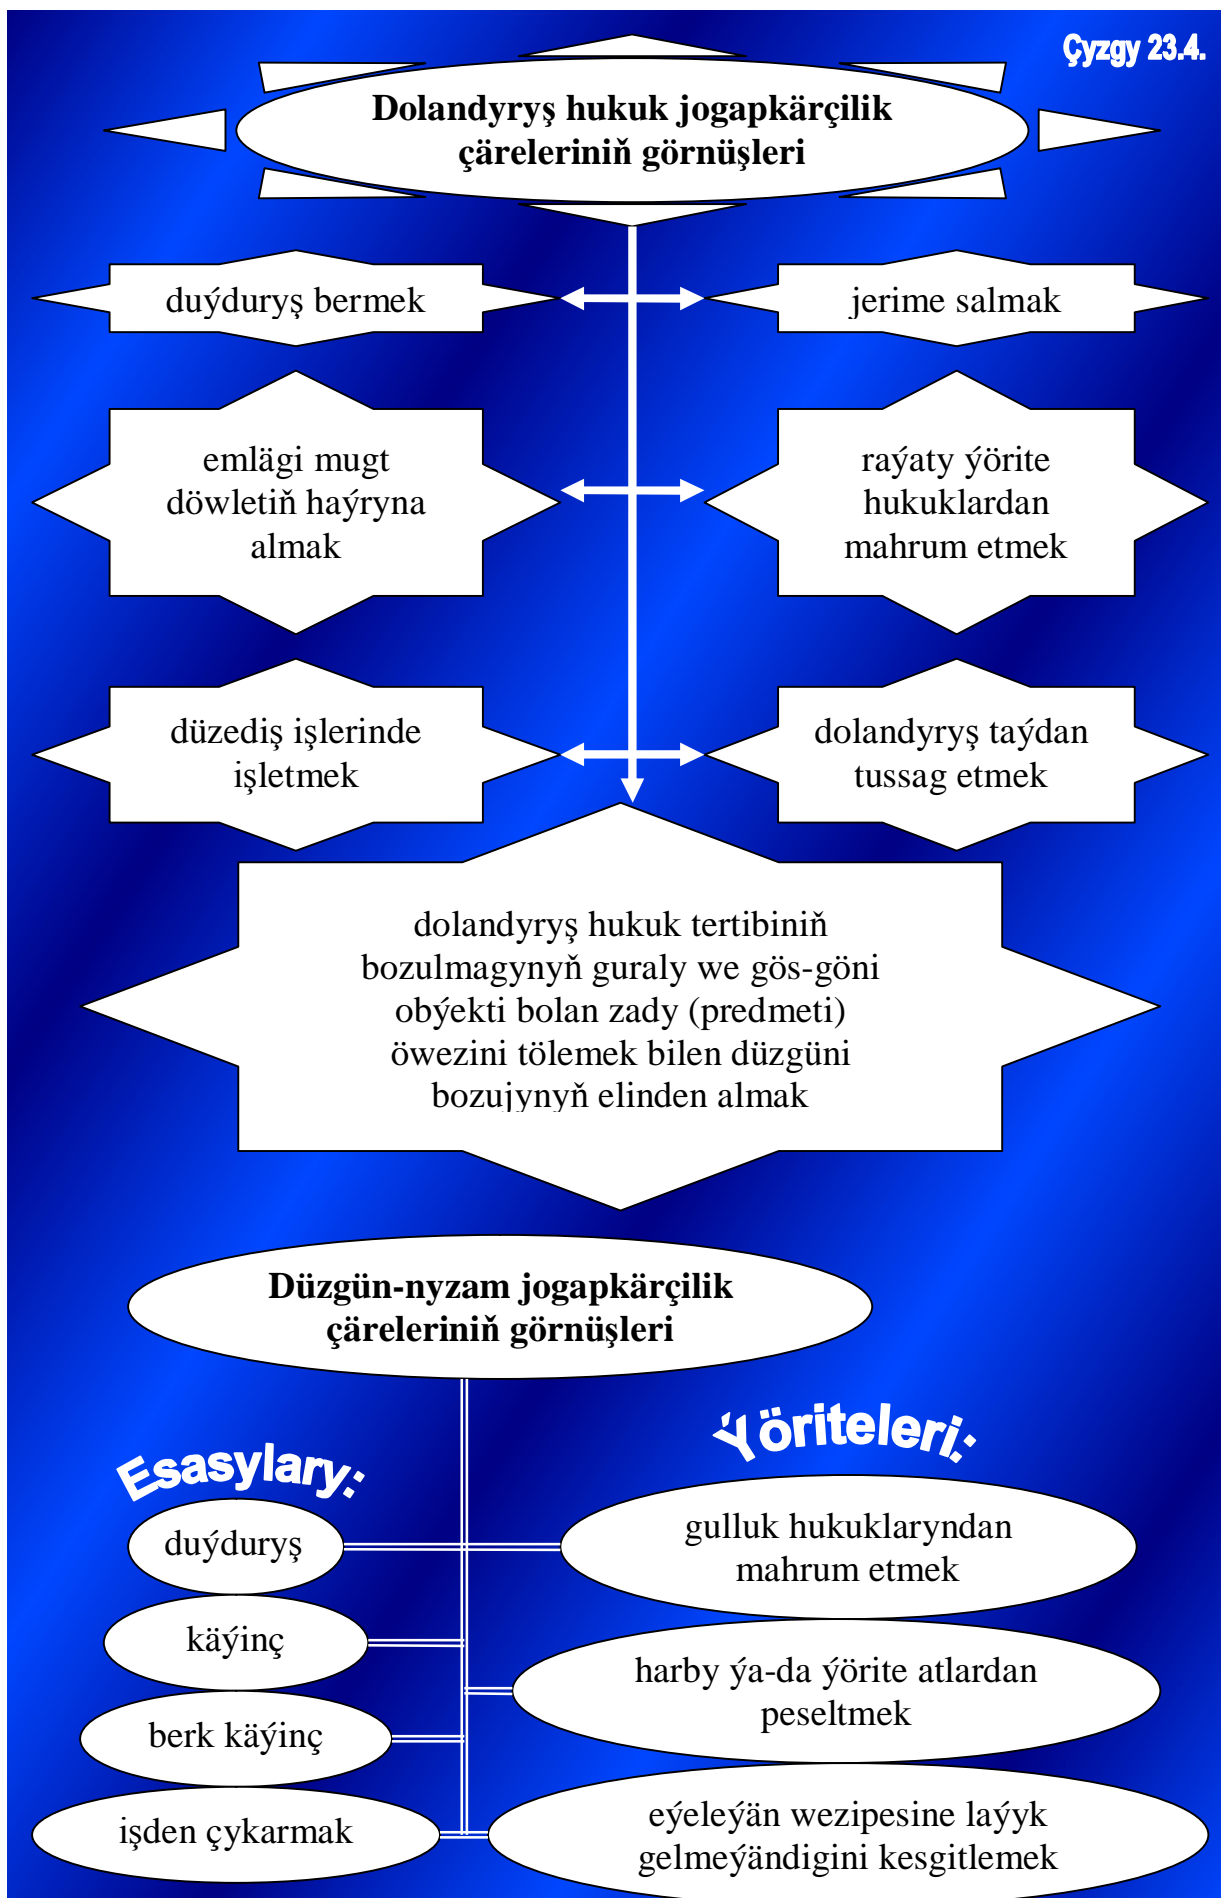 Çyzgy 23.4.
Dolandyryş hukuk jogapkärçilik
çäreleriniň görnüşleri
duýduryş bermek
jerime salmak
emlägi mugt
döwletiň haýryna
almak
raýaty ýörite
hukuklardan
mahrum etmek
düzediş işlerinde
işletmek
dolandyryş taýdan
tussag etmek
dolandyryş hukuk tertibiniň
bozulmagynyň guraly we gös-göni
obýekti bolan zady (predmeti)
öwezini tölemek bilen düzgüni
bozujynyň elinden almak
Düzgün-nyzam jogapkärçilik
çäreleriniň görnüşleri
Esasylary:
duýduryş
käýinç
berk käýinç
işden çykarmak
Ýöriteleri:
gulluk hukuklaryndan
mahrum etmek
harby ýa-da ýörite atlardan
peseltmek
eýeleýän wezipesine laýyk
gelmeýändigini kesgitlemek